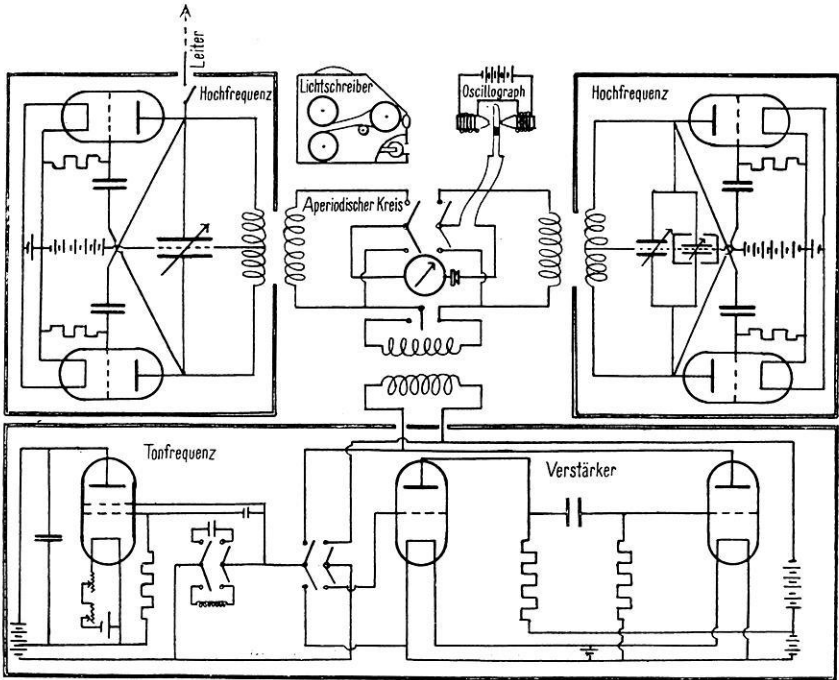 Leiter
Hochfrequenz
Lichtschreiber
Oscillograph
Hochfrequenz
Aperiodischer Kreis
Tonfrequenz
Verstärker